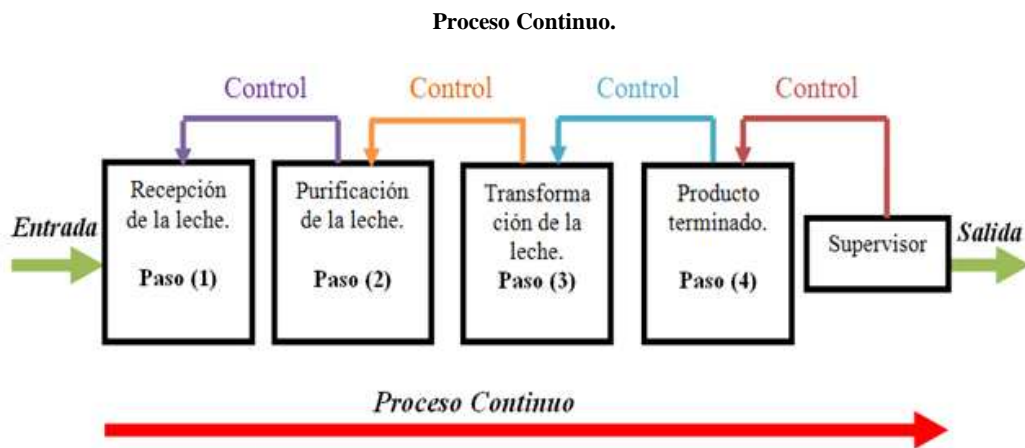 Proceso Continuo.
Control
Control
Control
Control
Entrada
Recepción
de la leche.
Paso (1)
Purificación
de la leche.
Paso (2)
Transforma
ción de la
leche.
Paso (3)
Producto
terminado.
Paso (4)
Supervisor
Salida
Proceso Continuo